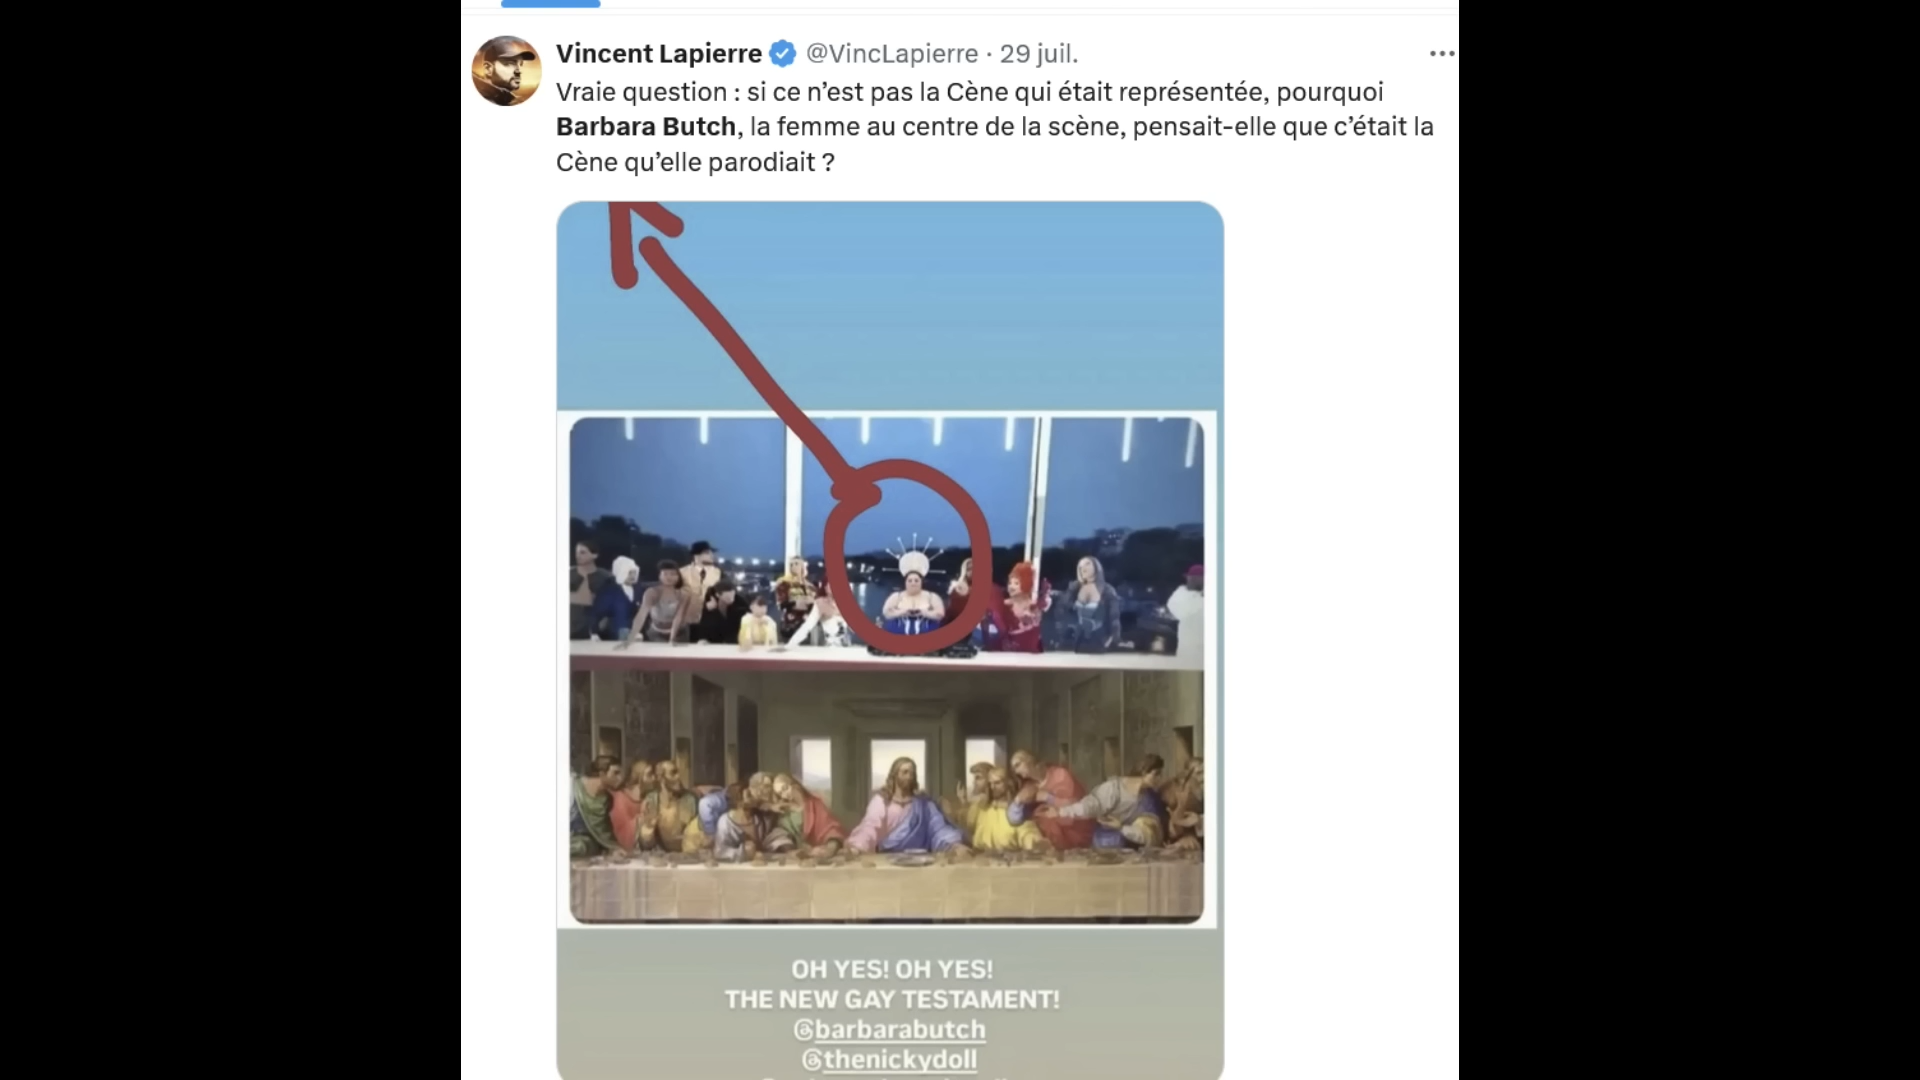 Vincent Lapierre @VincLapierre · 29 juil.
Vraie question : si ce n’est pas la Cène qui était représentée, pourquoi
Barbara Butch, la femme au centre de la scène, pensait-elle que c’était la
Cène qu’elle parodiait ?
OH YES! OH YES!
THE NEW GAY TESTAMENT!
@barbarabutch
@thenickydoll